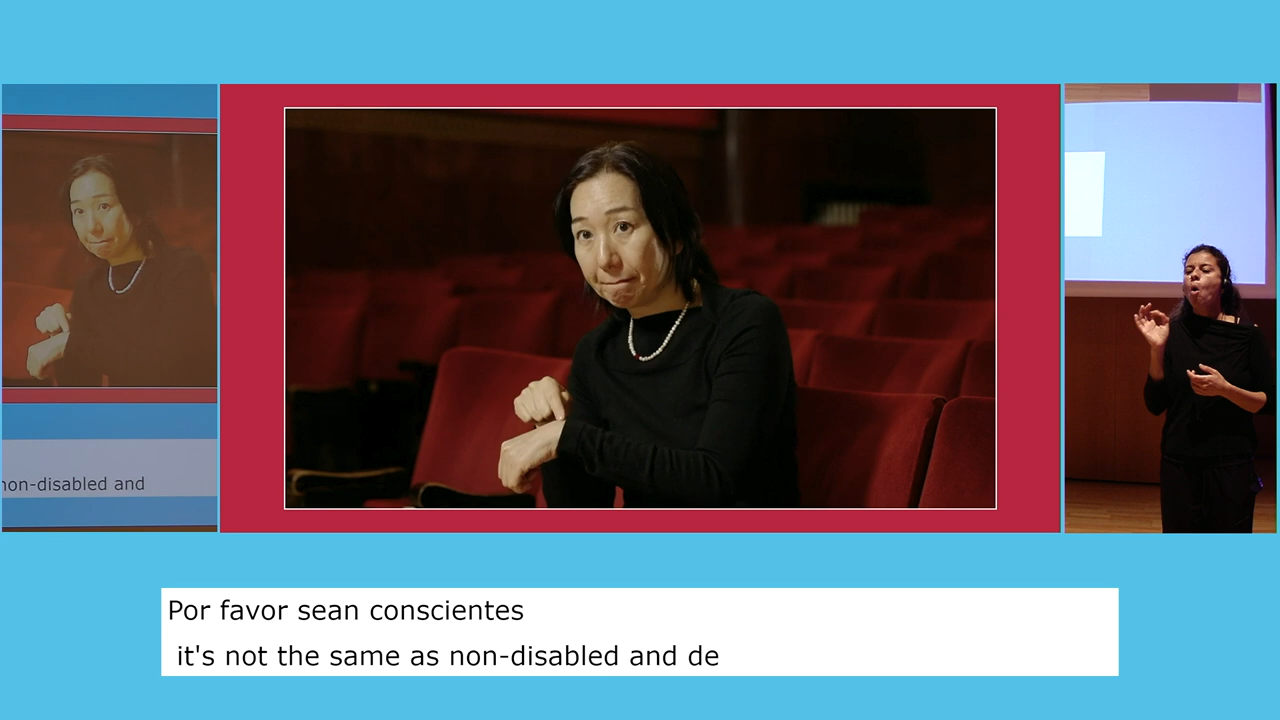 non-disabled and
Por favor sean conscientes
it's not the same as non-disabled and de